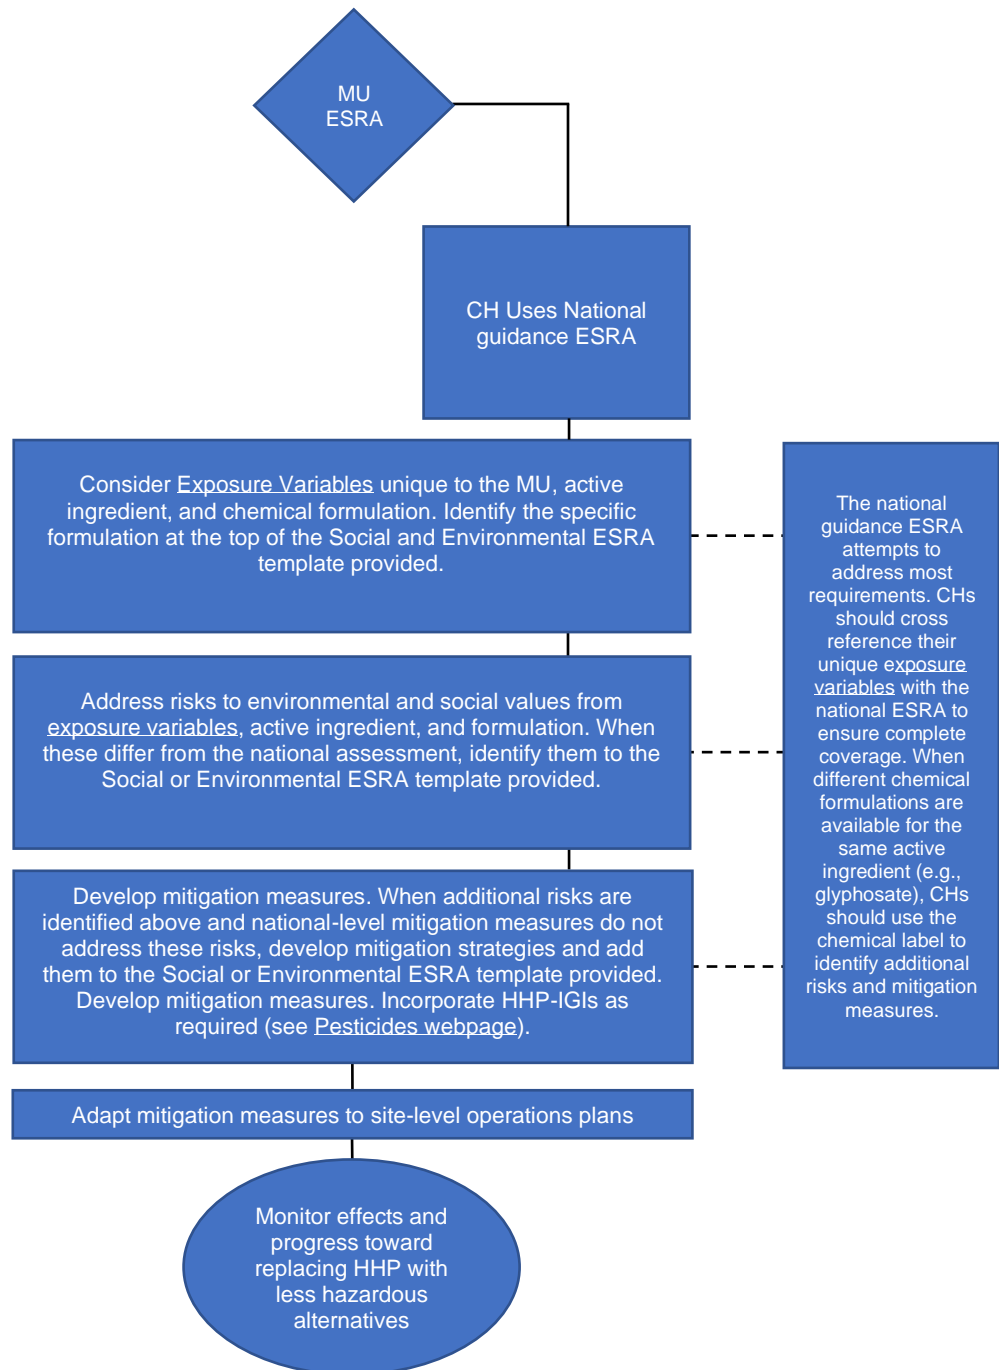 MU
ESRA
CH Uses National
guidance ESRA
Consider Exposure Variables unique to the MU, active
ingredient, and chemical formulation. Identify the specific
formulation at the top of the Social and Environmental ESRA
template provided.
Address risks to environmental and social values from
exposure variables, active ingredient, and formulation. When
these differ from the national assessment, identify them to the
Social or Environmental ESRA template provided.
Develop mitigation measures. When additional risks are
identified above and national-level mitigation measures do not
address these risks, develop mitigation strategies and add
them to the Social or Environmental ESRA template provided.
Develop mitigation measures. Incorporate HHP-IGIs as
required (see Pesticides webpage).
Adapt mitigation measures to site-level operations plans
Monitor effects and
progress toward
replacing HHP with
less hazardous
alternatives
The national
guidance ESRA
attempts to
address most
requirements. CHs
should cross
reference their
unique exposure
variables with the
national ESRA to
ensure complete
coverage. When
different chemical
formulations are
available for the
same active
ingredient (e.g.,
glyphosate), CHs
should use the
chemical label to
identify additional
risks and mitigation
measures.